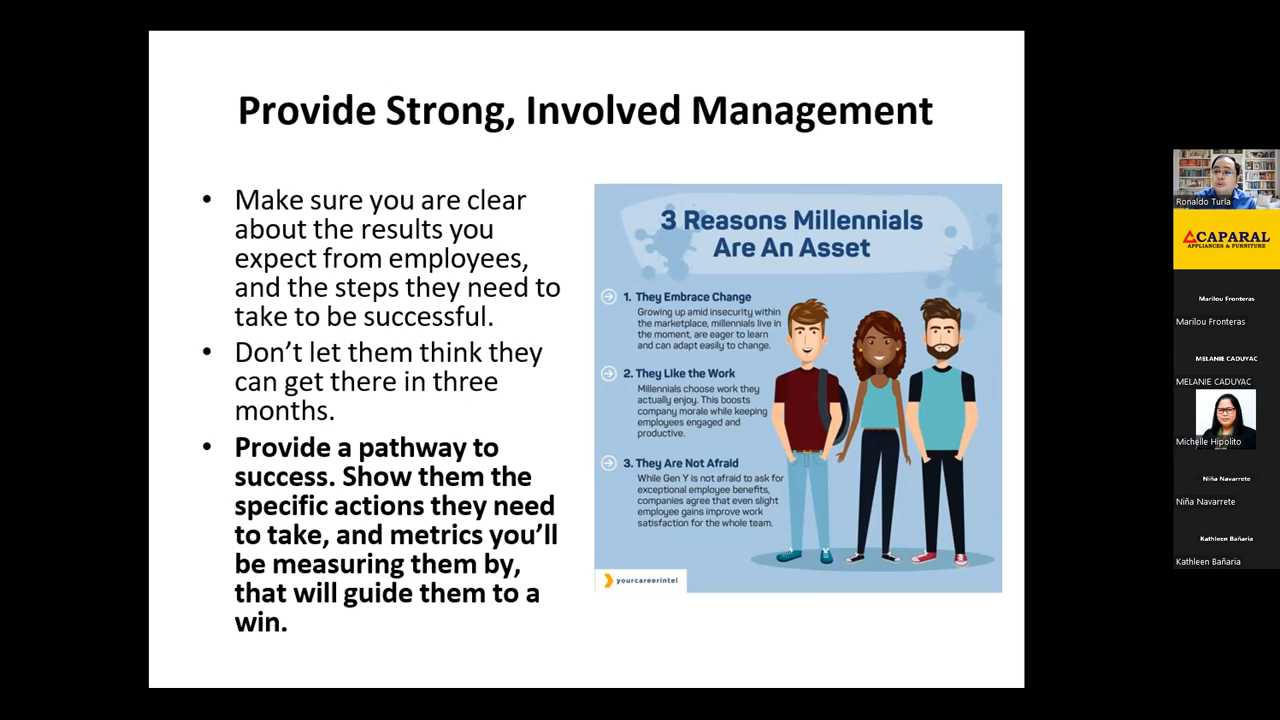 Provide Strong, Involved Management
• Make sure you are clear
about the results you
expect from employees,
and the steps they need to
take to be successful.
• Don’t let them think they
can get there in three
months.
• Provide a pathway to
success. Show them the
specific actions they need
to take, and metrics you’ll
be measuring them by,
that will guide them to a
win.
3 Reasons Millennials
Are An Asset
1. They Embrace Change
Growing up amid insecurity within
the marketplace, millennials live in
the moment, are eager to learn
and can adapt easily to change.
2. They Like the Work
Millennials choose work they
actually enjoy. This boosts
company morale while keeping
employees engaged and
productive.
3. They Are Not Afraid
While Gen Y is not afraid to ask for
exceptional employee benefits,
companies agree that even slight
employee gains improve work
satisfaction for the whole team.
yourcareerintel
Ronaldo Turla
CAPARAL
APPLIANCES & FURNITURE
Marilou Fronteras
Marilou Fronteras
MELANIE CADUYAC
MELANIE CADUYAC
Michelle Hipolito
Niña Navarrete
Niña Navarrete
Kathleen Bañaria
Kathleen Bañaria